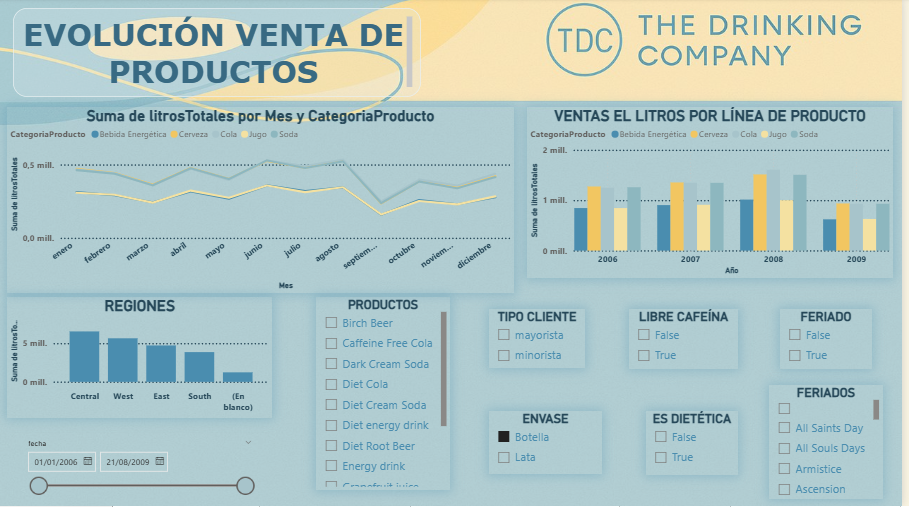 EVOLUCIÓN VENTA DE
PRODUCTOS
TDC
THE DRINKING
COMPANY
Suma de litrosTotales por Mes y CategoriaProducto
CategoriaProducto Bebida Energética Cerveza Cola Jugo Soda
Suma de litrosTotales
0,5 mill.
0,0 mill.
enero febrero marzo abril mayo junio julio agosto septiem... octubre noviem... diciembre
Mes
VENTAS EL LITROS POR LÍNEA DE PRODUCTO
CategoriaProducto Bebida Energética Cerveza Cola Jugo Soda
Suma de litrosTotales
2 mill.
1 mill.
0 mill.
2006 2007 2008 2009
Año
REGIONES
Suma de litrosTo...
5 mill.
0 mill.
Central West East South (En
blanco)
fecha
01/01/2006 21/08/2009
PRODUCTOS
Birch Beer
Caffeine Free Cola
Dark Cream Soda
Diet Cola
Diet Cream Soda
Diet energy drink
Diet Root Beer
Energy drink
Grapefruit juice
TIPO CLIENTE
mayorista
minorista
LIBRE CAFEÍNA
False
True
FERIADO
False
True
ENVASE
Botella
Lata
ES DIETÉTICA
False
True
FERIADOS
All Saints Day
All Souls Days
Armistice
Ascension